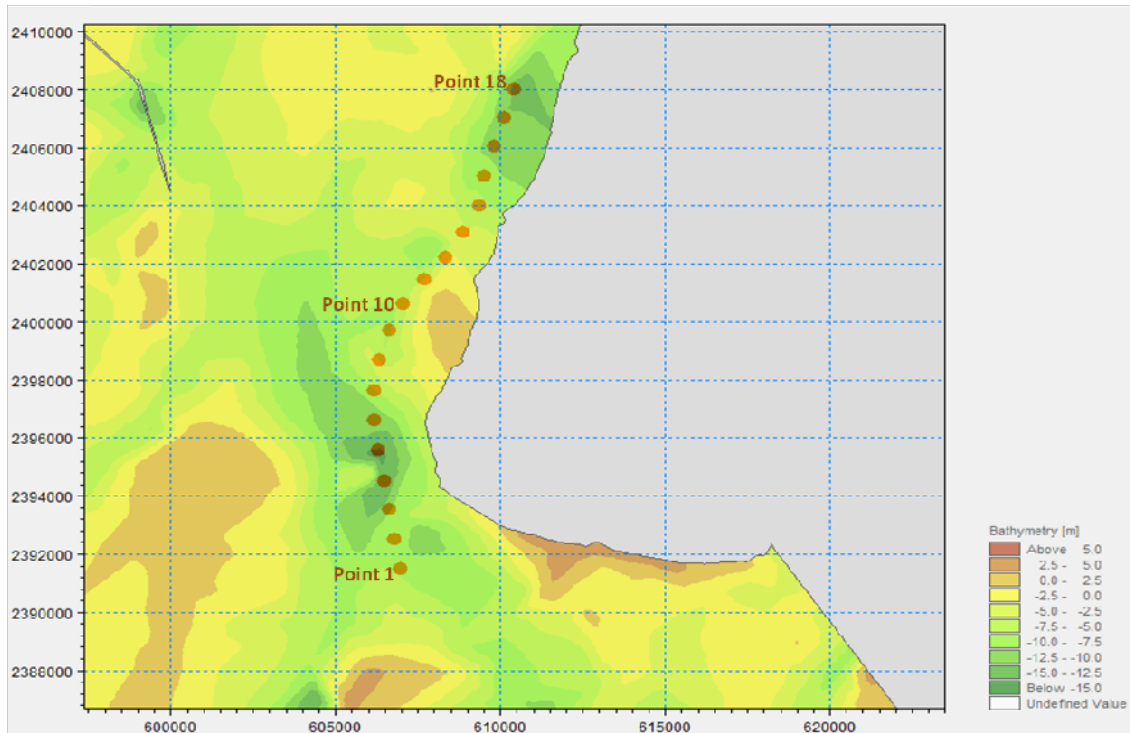 2410000
2408000
2406000
2404000
2402000
2400000
2398000
2396000
2394000
2392000
2390000
2388000
600000
605000
610000
615000
620000
Point 18
Point 10
Point 1
Bathymetry [m]
Above 5.0
2.5 - 5.0
0.0 - 2.5
-2.5 - 0.0
-5.0 - -2.5
-7.5 - -5.0
-10.0 - -7.5
-12.5 - -10.0
-15.0 - -12.5
Below -15.0
Undefined Value